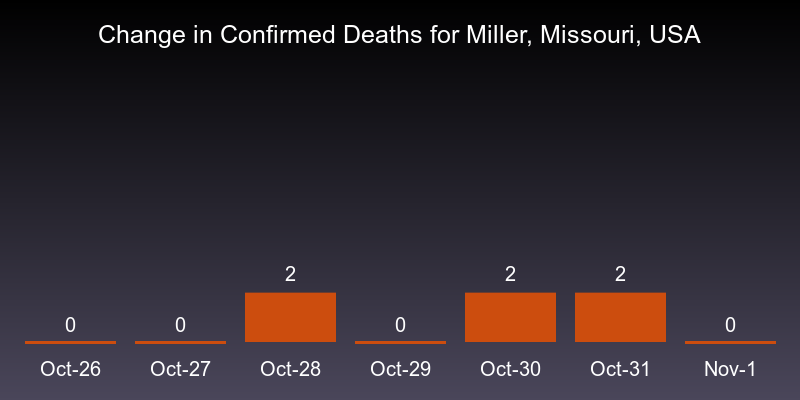 Change in Confirmed Deaths for Miller, Missouri, USA
0 0 2 0 2 2 0
Oct-26 Oct-27 Oct-28 Oct-29 Oct-30 Oct-31 Nov-1